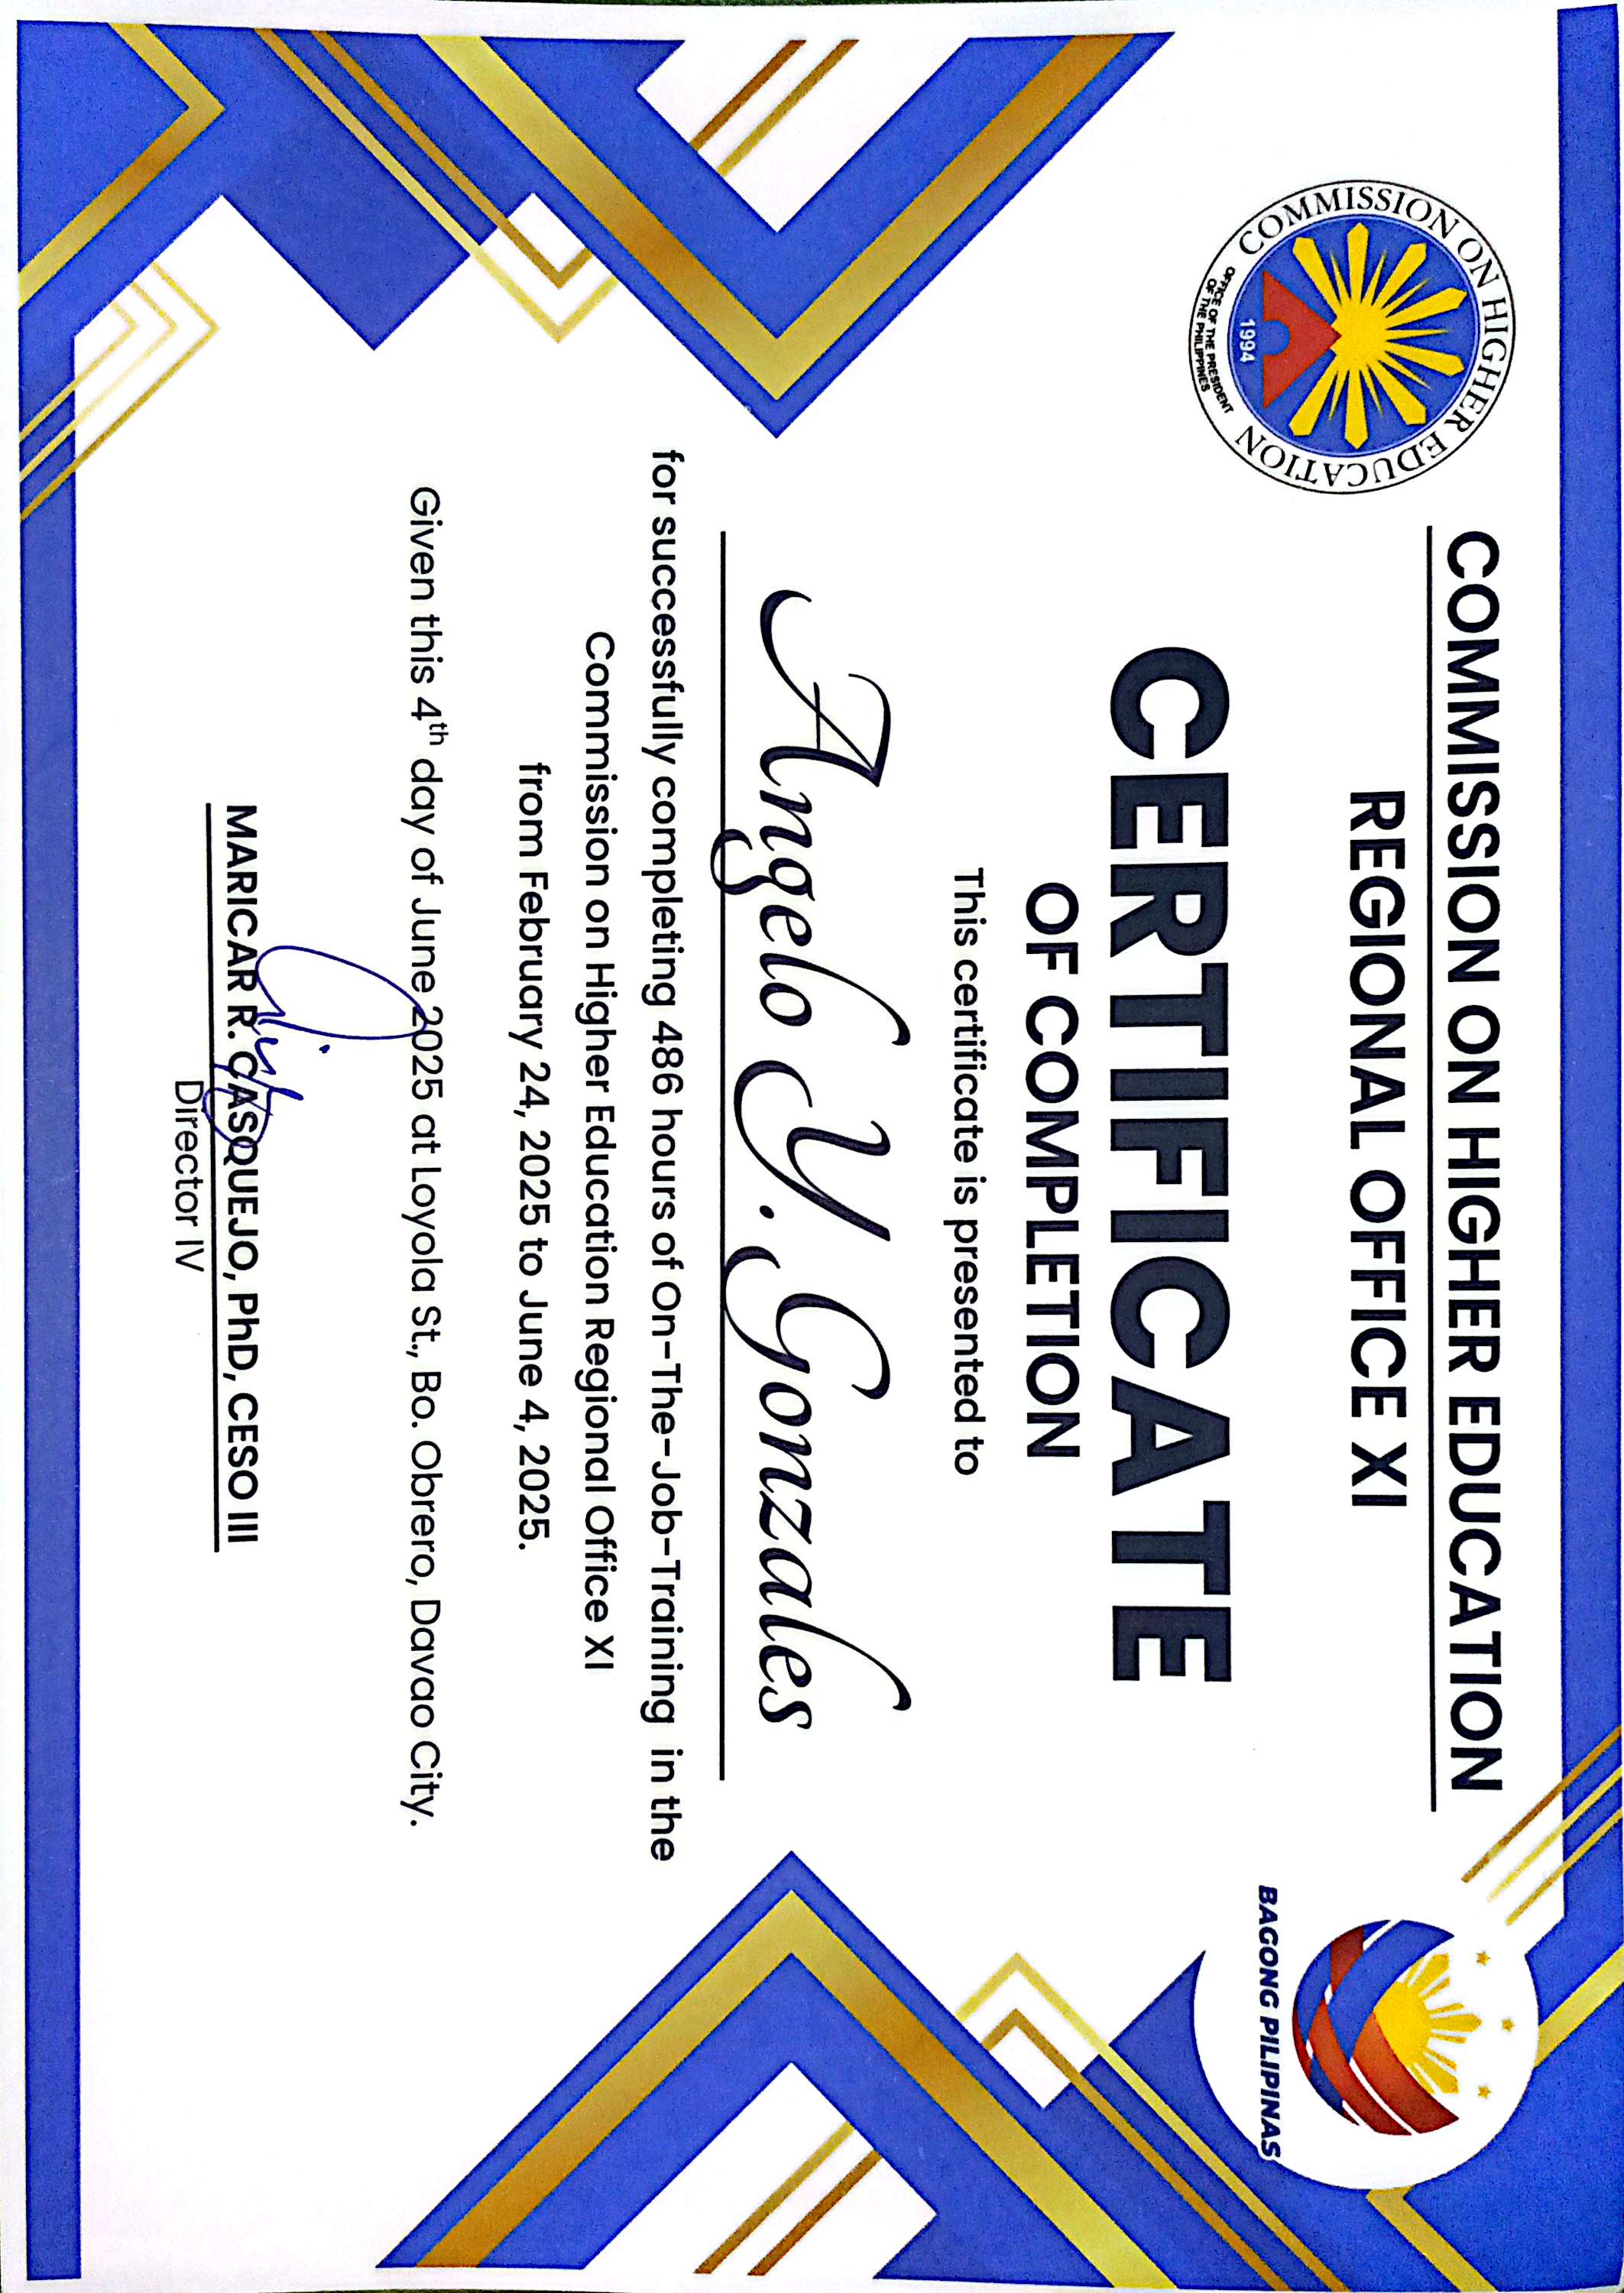 COMMISSION ON HIGHER EDUCATION
REGIONAL OFFICE XI
COMMISSION ON HIGHER EDUCATION
1994
OFFICE OF THE PRESIDENT
OF THE PHILIPPINES
BAGONG PILIPINAS
CERTIFICATE
OF COMPLETION
This certificate is presented to
Angelo Y. Gonzales
for successfully completing 486 hours of On-The-Job-Training in the
Commission on Higher Education Regional Office XI
from February 24, 2025 to June 4, 2025.
Given this 4th day of June 2025 at Loyola St., Bo. Obrero, Davao City.
MARICAR R. CASQUEJO, PhD, CESO III
Director IV